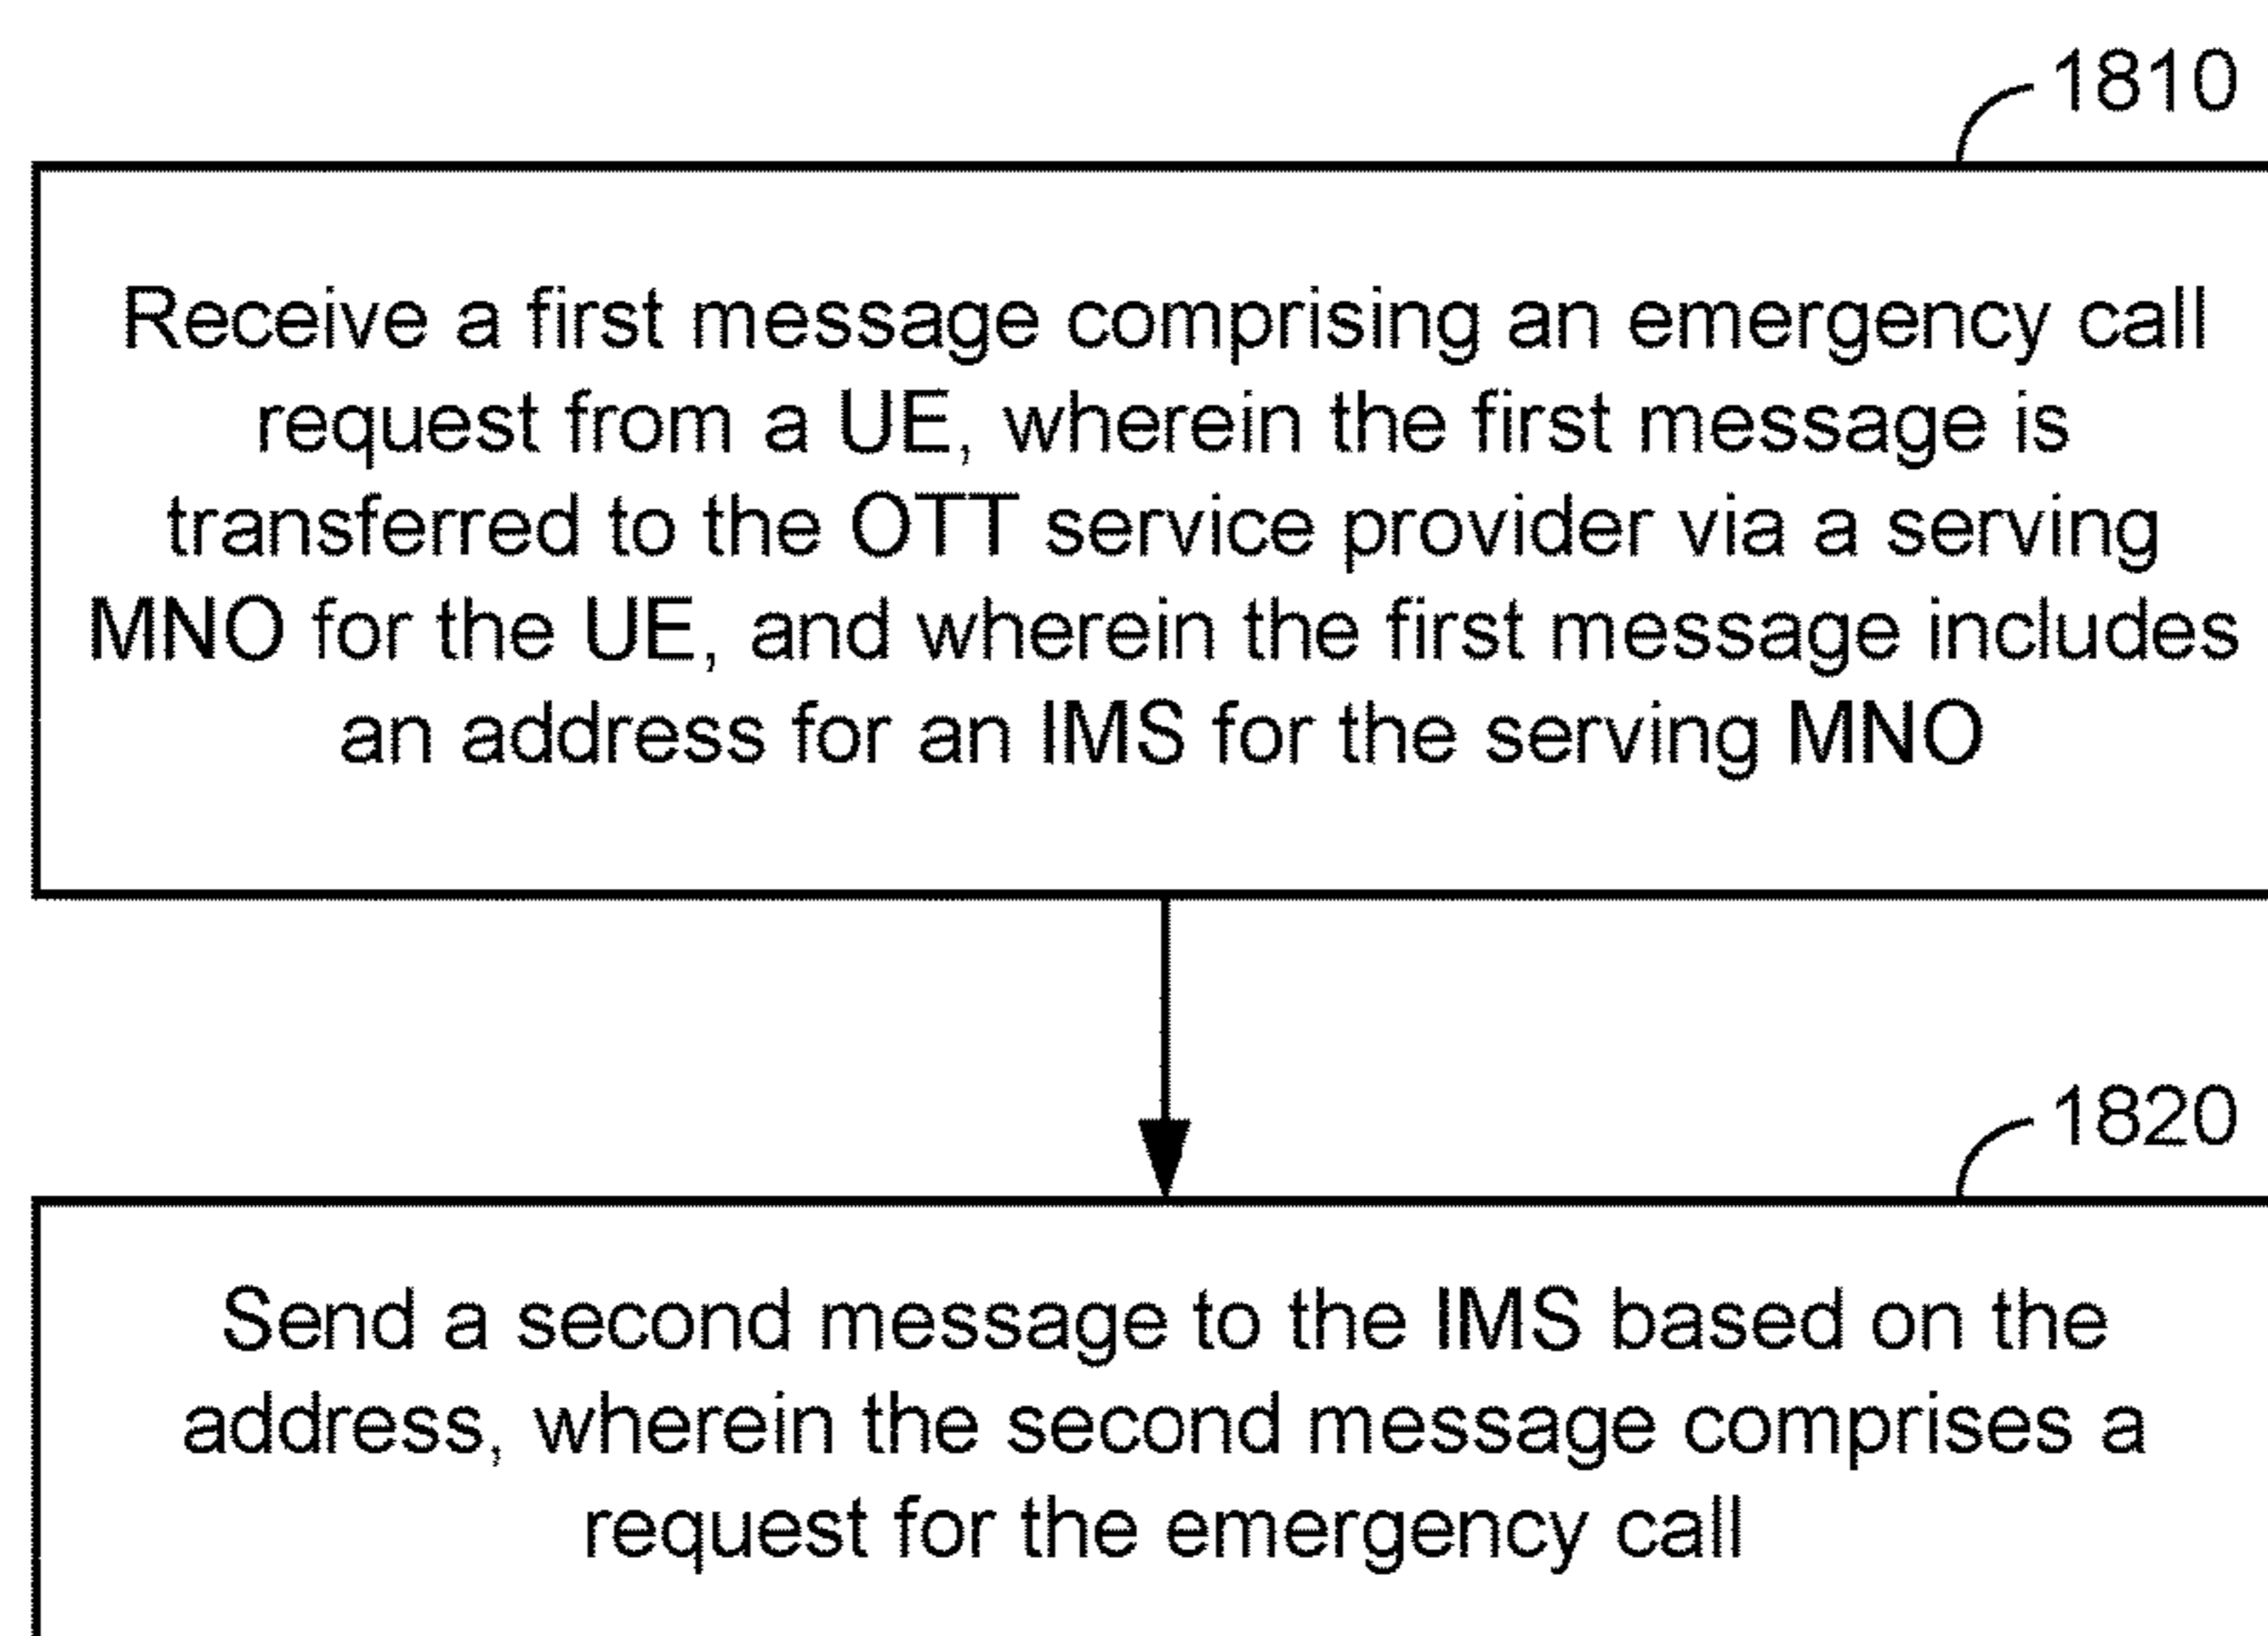 1810
Receive a first message comprising an emergency call
request from a UE, wherein the first message is
transferred to the OTT service provider via a serving
MNO for the UE, and wherein the first message includes
an address for an IMS for the serving MNO
1820
Send a second message to the IMS based on the
address, wherein the second message comprises a
request for the emergency call